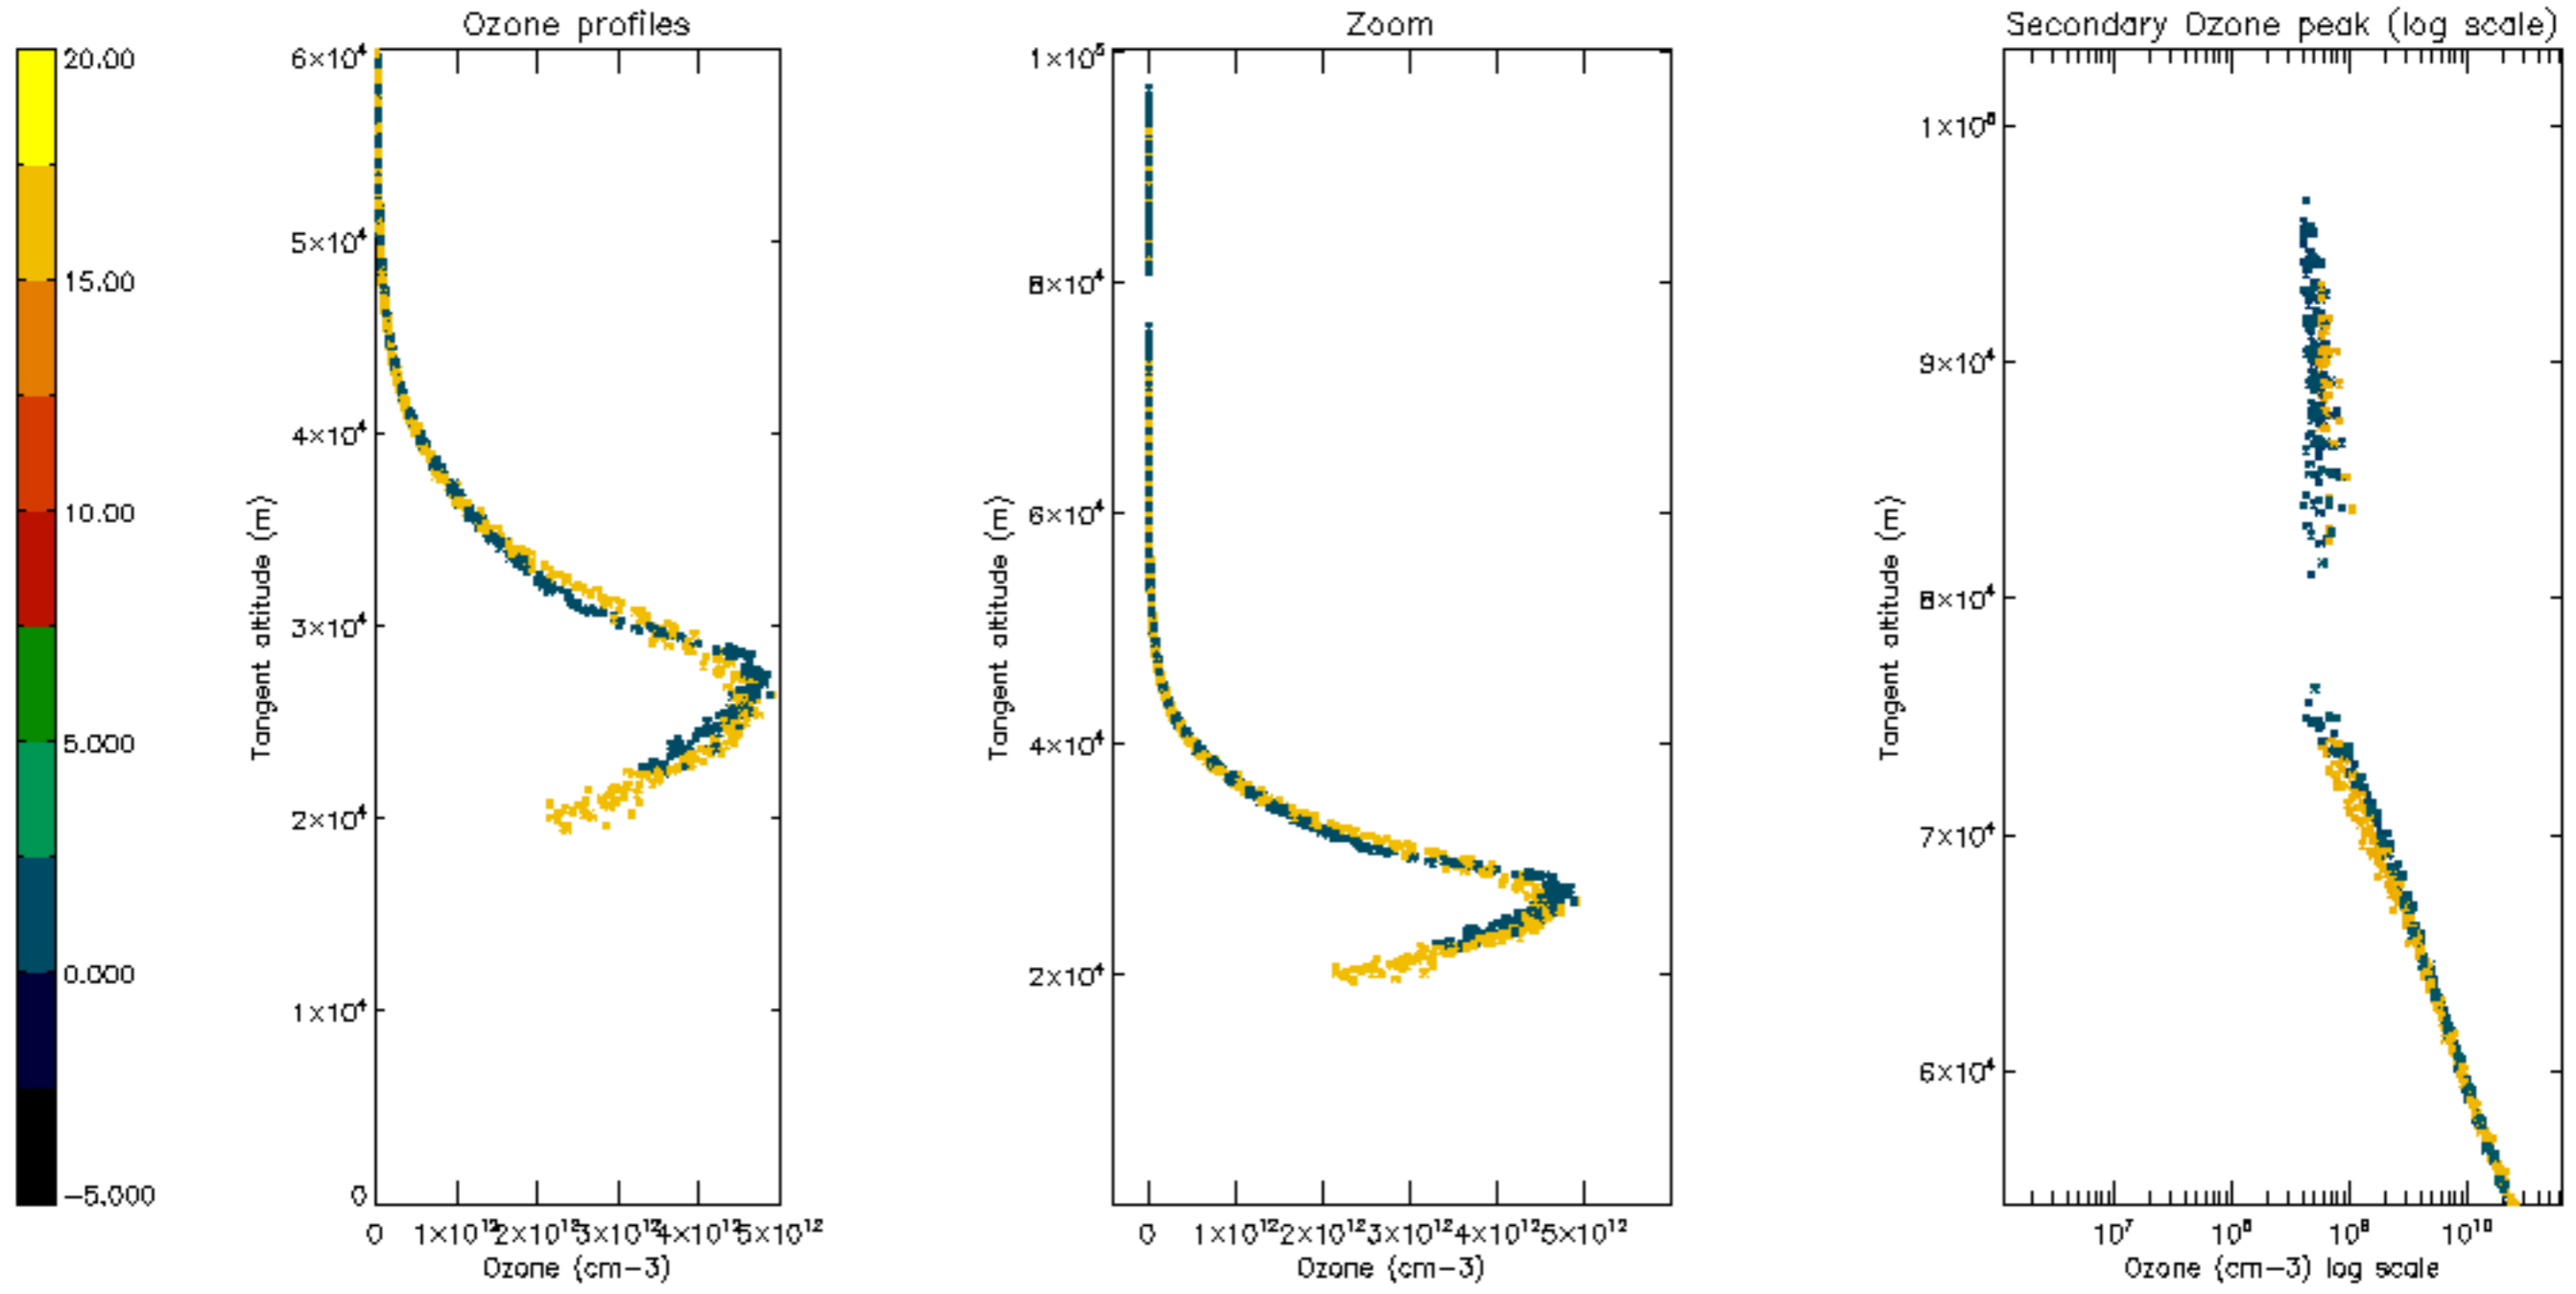 Ozone profiles
Zoom
Secondary Ozone peak (log scale)
20.00
15.00
10.00
5.000
0.000
−5.000
6×10⁴
5×10⁴
4×10⁴
3×10⁴
2×10⁴
1×10⁴
0
Tangent altitude (m)
0 1×10¹² 2×10¹² 3×10¹² 4×10¹² 5×10¹²
Ozone (cm−3)
1×10⁵
8×10⁴
6×10⁴
4×10⁴
2×10⁴
Tangent altitude (m)
0 1×10¹² 2×10¹² 3×10¹² 4×10¹² 5×10¹²
Ozone (cm−3)
1×10⁵
9×10⁴
8×10⁴
7×10⁴
6×10⁴
Tangent altitude (m)
10⁷ 10⁸ 10⁹ 10¹⁰
Ozone (cm−3) log scale